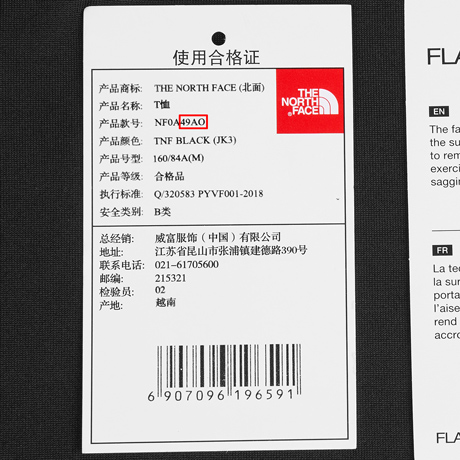 使用合格证
产品商标: THE NORTH FACE (北面)
产品名称: T恤
产品款号: NF0A49AO
产品颜色: TNF BLACK (JK3)
产品号型: 160/84A(M)
产品等级: 合格品
执行标准: Q/320583 PYVF001-2018
安全类别: B类
THE
NORTH
FACE
总经销: 威富服饰（中国）有限公司
地址: 江苏省昆山市张浦镇建德路390号
联系电话: 021-61705600
邮编: 215321
检验员: 02
产地: 越南
6 907096 196591
FLA
EN
The fa
the su
to rem
exerci
saggin
FR
La tec
la sur
porta
l'aise
rend
accro
FLA